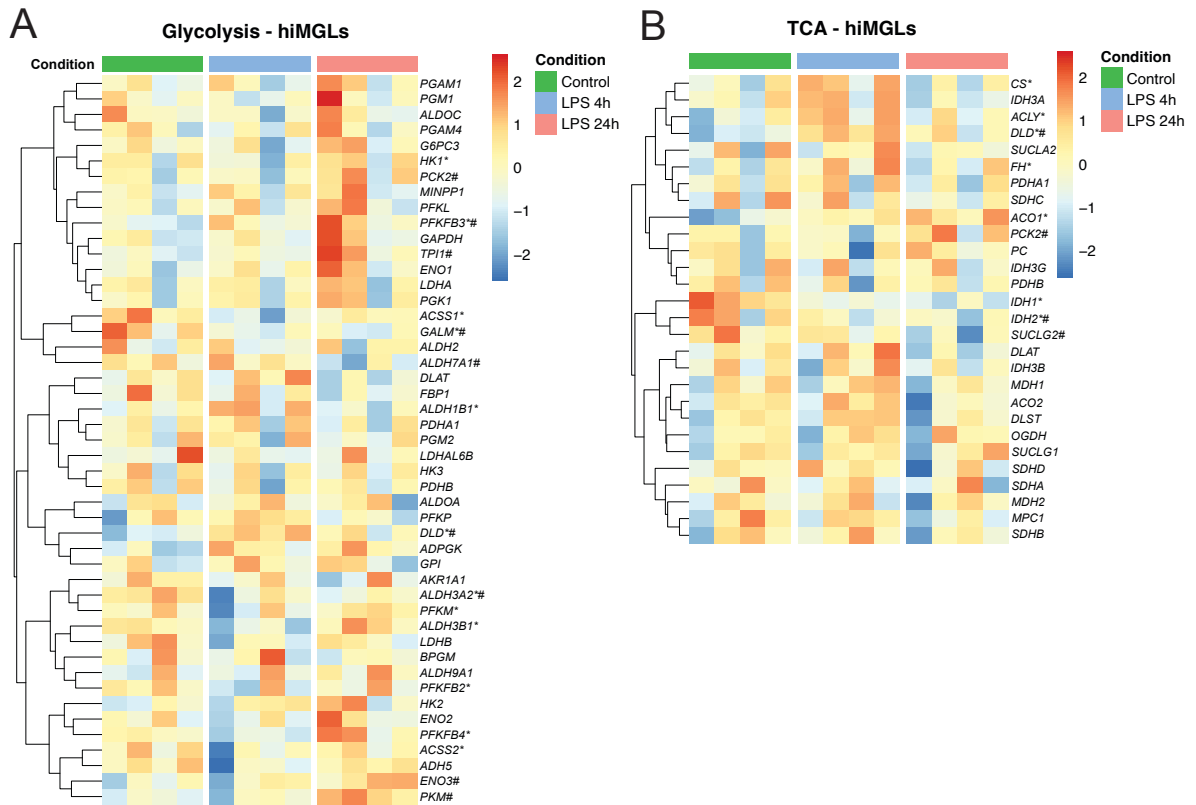 A
Glycolysis - hiMGLs
Condition
2
1
0
−1
−2
Condition
Control
LPS 4h
LPS 24h
PGAM1
PGM1
ALDOC
PGAM4
G6PC3
HK1*
PCK2#
MINPP1
PFKL
PFKFB3*#
GAPDH
TPI1#
ENO1
LDHA
PGK1
ACSS1*
GALM*#
ALDH2
ALDH7A1#
DLAT
FBP1
ALDH1B1*
PDHA1
PGM2
LDHAL6B
HK3
PDHB
ALDOA
PFKP
DLD*#
ADPGK
GPI
AKR1A1
ALDH3A2*#
PFKM*
ALDH3B1*
LDHB
BPGM
ALDH9A1
PFKFB2*
HK2
ENO2
PFKFB4*
ACSS2*
ADH5
ENO3#
PKM#
B
TCA - hiMGLs
2
1
0
−1
−2
Condition
Control
LPS 4h
LPS 24h
CS*
IDH3A
ACLY*
DLD*#
SUCLA2
FH*
PDHA1
SDHC
ACO1*
PCK2#
PC
IDH3G
PDHB
IDH1*
IDH2*#
SUCLG2#
DLAT
IDH3B
MDH1
ACO2
DLST
OGDH
SUCLG1
SDHD
SDHA
MDH2
MPC1
SDHB